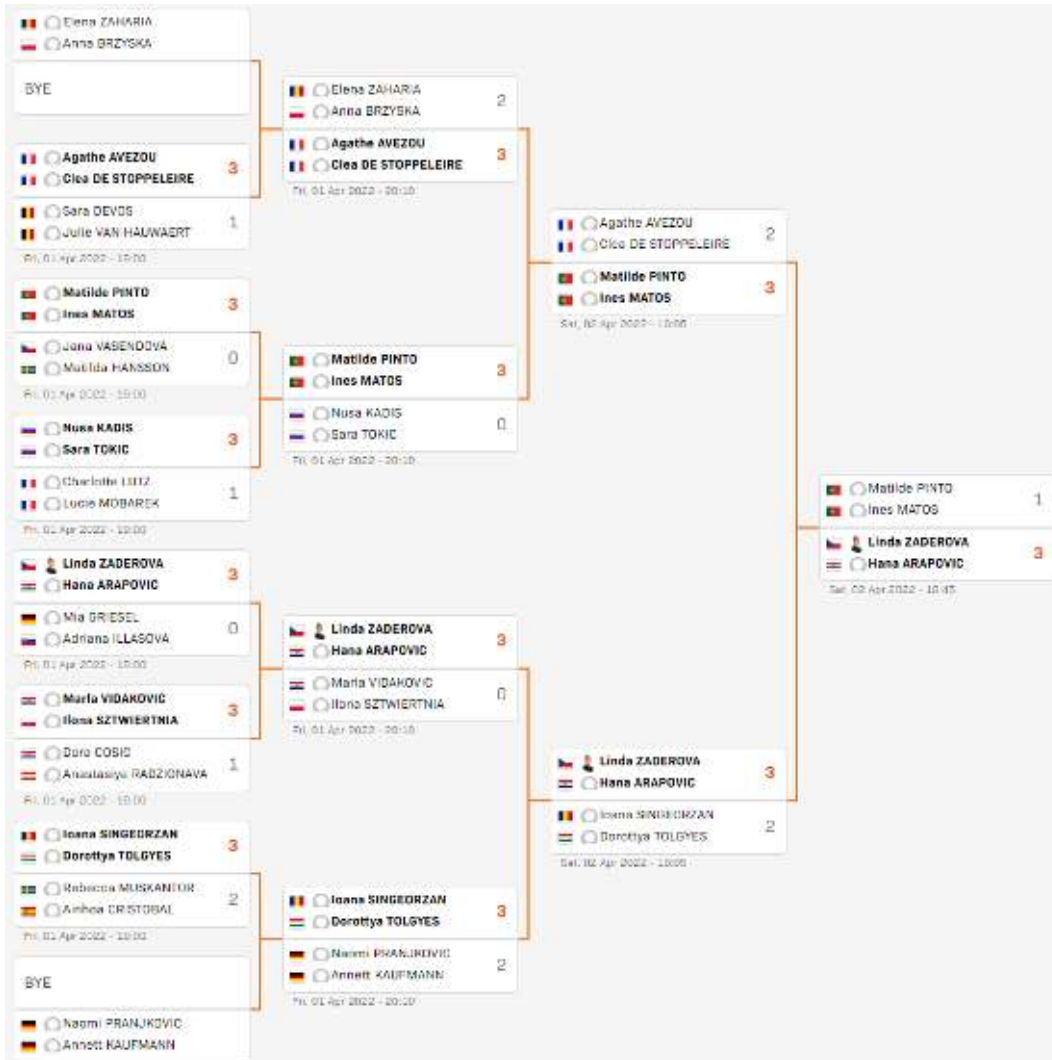 Elena ZAHARIA
Anna BRZYSKA
BYE
Agathe AVEZOU
Clea DE STOPPELEIRE
3
Sara DEVOS
Julie VAN HAUWAERT
1
Fri, 01 Apr 2022 - 19:00
Matilde PINTO
Ines MATOS
3
Jana VASENDOVA
Matilda HANSSON
0
Fri, 01 Apr 2022 - 19:00
Nusa KADIS
Sara TOKIC
3
Charlotte LUTZ
Lucie MOBAREK
1
Fri, 01 Apr 2022 - 19:00
Linda ZADEROVA
Hana ARAPOVIC
3
Mia GRIESEL
Adriana ILLASOVA
0
Fri, 01 Apr 2022 - 19:00
Marla VIDAKOVIC
Ilona SZTWIERTNIA
3
Dora COSIC
Anastasiya RADZIONAVA
1
Fri, 01 Apr 2022 - 19:00
Ioana SINGEORZAN
Dorottya TOLGYES
3
Rebecca MUSKANTOR
Ainhoa CRISTOBAL
2
Fri, 01 Apr 2022 - 19:00
BYE
Naomi PRANJKOVIC
Annett KAUFMANN
Elena ZAHARIA
Anna BRZYSKA
2
Agathe AVEZOU
Clea DE STOPPELEIRE
3
Fri, 01 Apr 2022 - 20:10
Matilde PINTO
Ines MATOS
3
Nusa KADIS
Sara TOKIC
0
Fri, 01 Apr 2022 - 20:10
Linda ZADEROVA
Hana ARAPOVIC
3
Marla VIDAKOVIC
Ilona SZTWIERTNIA
0
Fri, 01 Apr 2022 - 20:10
Ioana SINGEORZAN
Dorottya TOLGYES
3
Naomi PRANJKOVIC
Annett KAUFMANN
2
Fri, 01 Apr 2022 - 20:10
Agathe AVEZOU
Clea DE STOPPELEIRE
2
Matilde PINTO
Ines MATOS
3
Sat, 02 Apr 2022 -
Linda ZADEROVA
Hana ARAPOVIC
3
Ioana SINGEORZAN
Dorottya TOLGYES
2
Sat, 02 Apr 2022 -
Matilde PINTO
Ines MATOS
1
Linda ZADEROVA
Hana ARAPOVIC
3
Sat, 02 Apr 2022 -